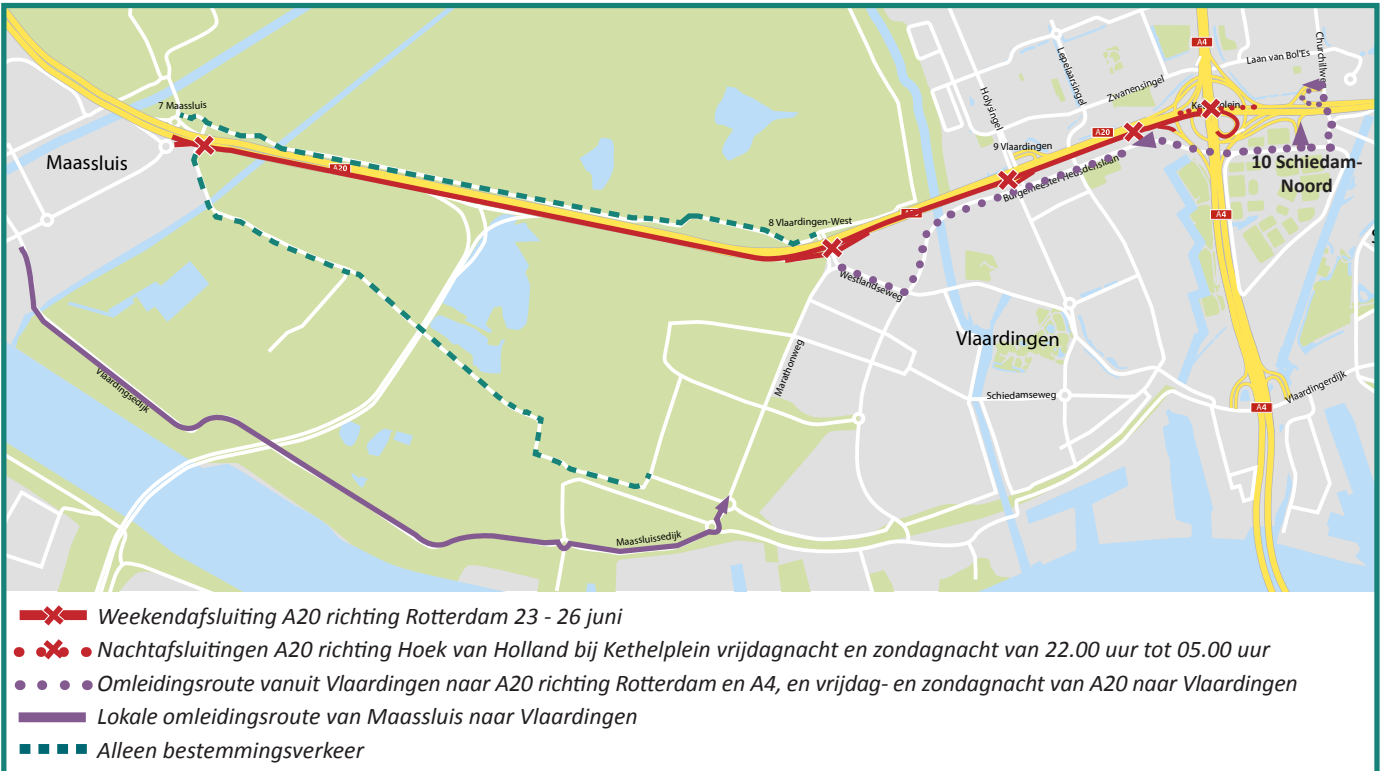 A4
Churchillwe
Laan van Bol'Es
Lepelaarsingel
Zwanensingel
Holysingel
7 Maassluis
A20
9 Vlaardingen
Maassluis
A20
10 Schiedam-
Noord
Burgemeester Heusdenslaan
A4
8 Vlaardingen-West
Westlandseweg
Vlaardingen
Marathonweg
Vlaardingsedijk
Schiedamseweg
Vlaardingerdijk
A4
Maassluissedijk
Weekendafsluiting A20 richting Rotterdam 23 - 26 juni
Nachtafsluitingen A20 richting Hoek van Holland bij Kethelplein vrijdagnacht en zondagnacht van 22.00 uur tot 05.00 uur
Omleidingsroute vanuit Vlaardingen naar A20 richting Rotterdam en A4, en vrijdag- en zondagnacht van A20 naar Vlaardingen
Lokale omleidingsroute van Maassluis naar Vlaardingen
Alleen bestemmingsverkeer